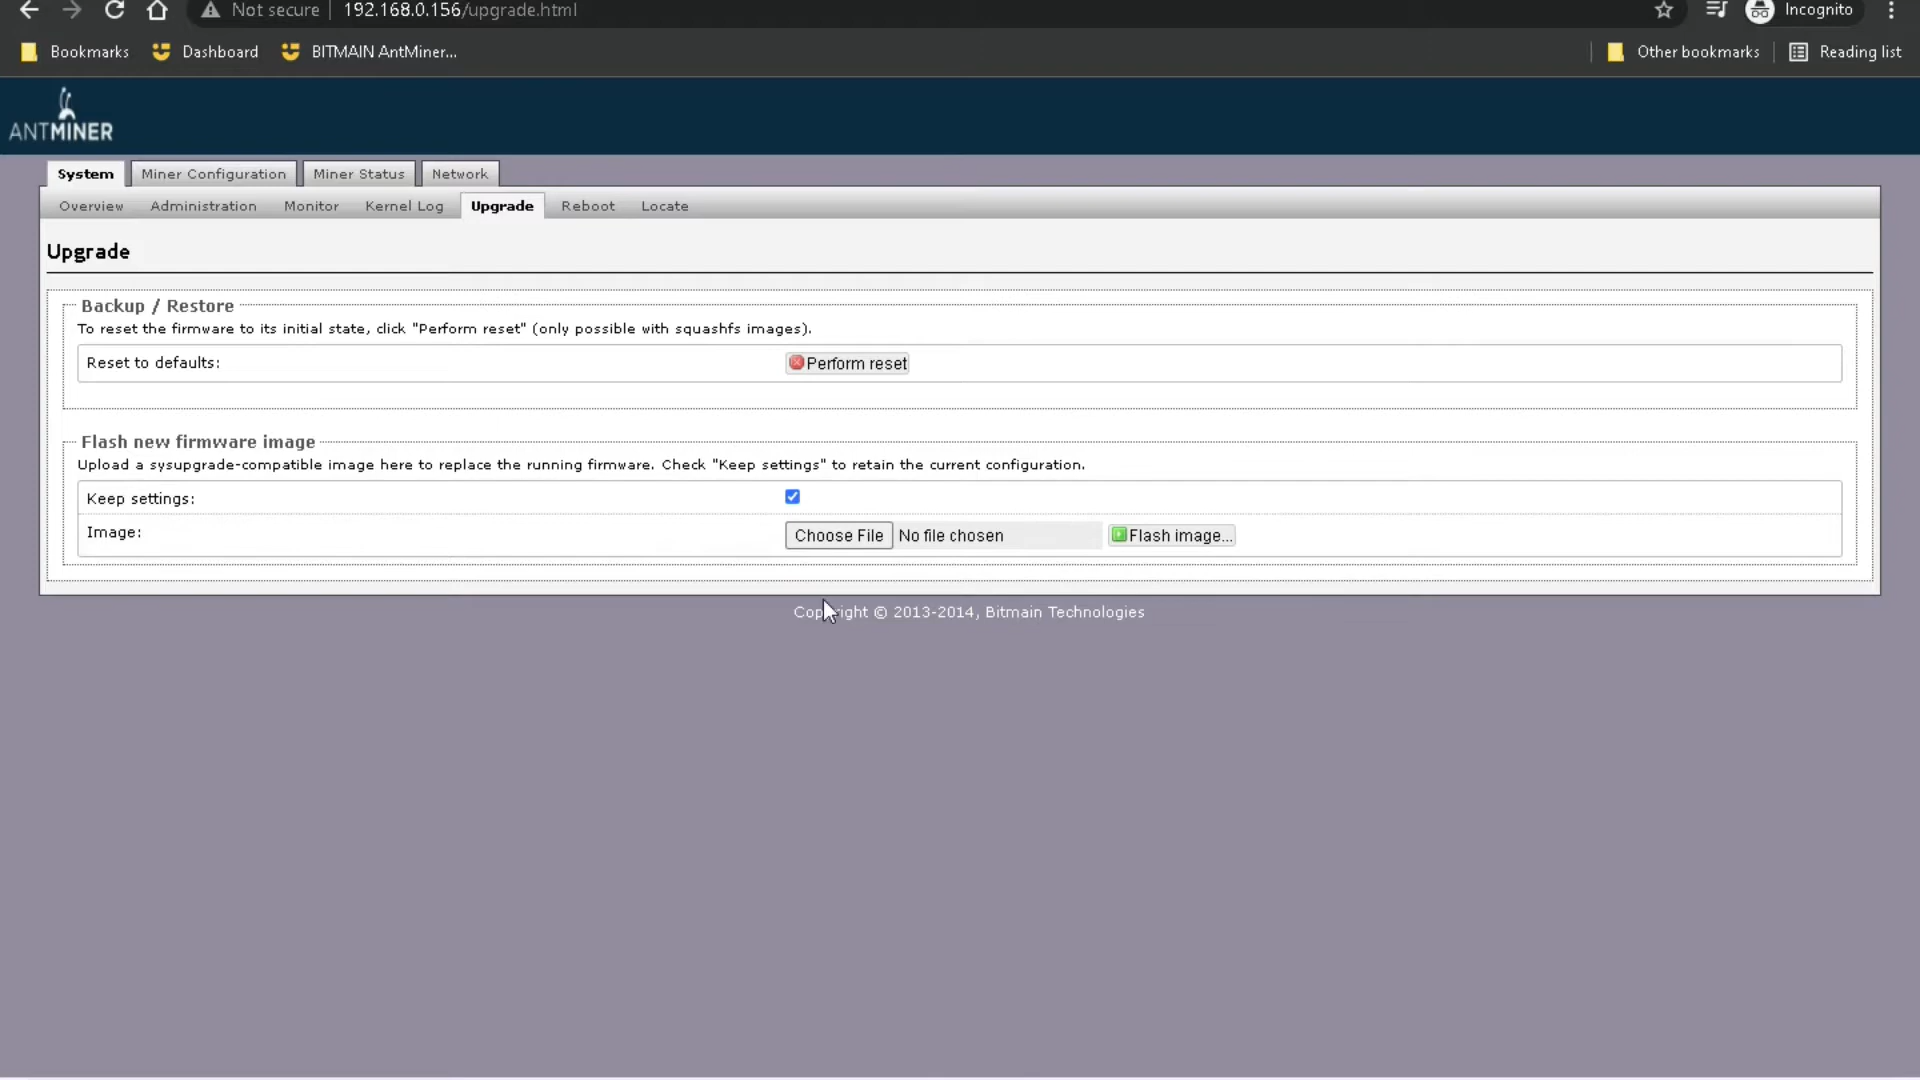 Not secure | 192.168.0.156/upgrade.html Incognito
Bookmarks Dashboard BITMAIN AntMiner... Other bookmarks Reading list
ANTMINER
System Miner Configuration Miner Status Network
Overview Administration Monitor Kernel Log Upgrade Reboot Locate
Upgrade
Backup / Restore
To reset the firmware to its initial state, click "Perform reset" (only possible with squashfs images).
Reset to defaults: Perform reset
Flash new firmware image
Upload a sysupgrade-compatible image here to replace the running firmware. Check "Keep settings" to retain the current configuration.
Keep settings:
Image: Choose File No file chosen Flash image...
Copyright © 2013-2014, Bitmain Technologies